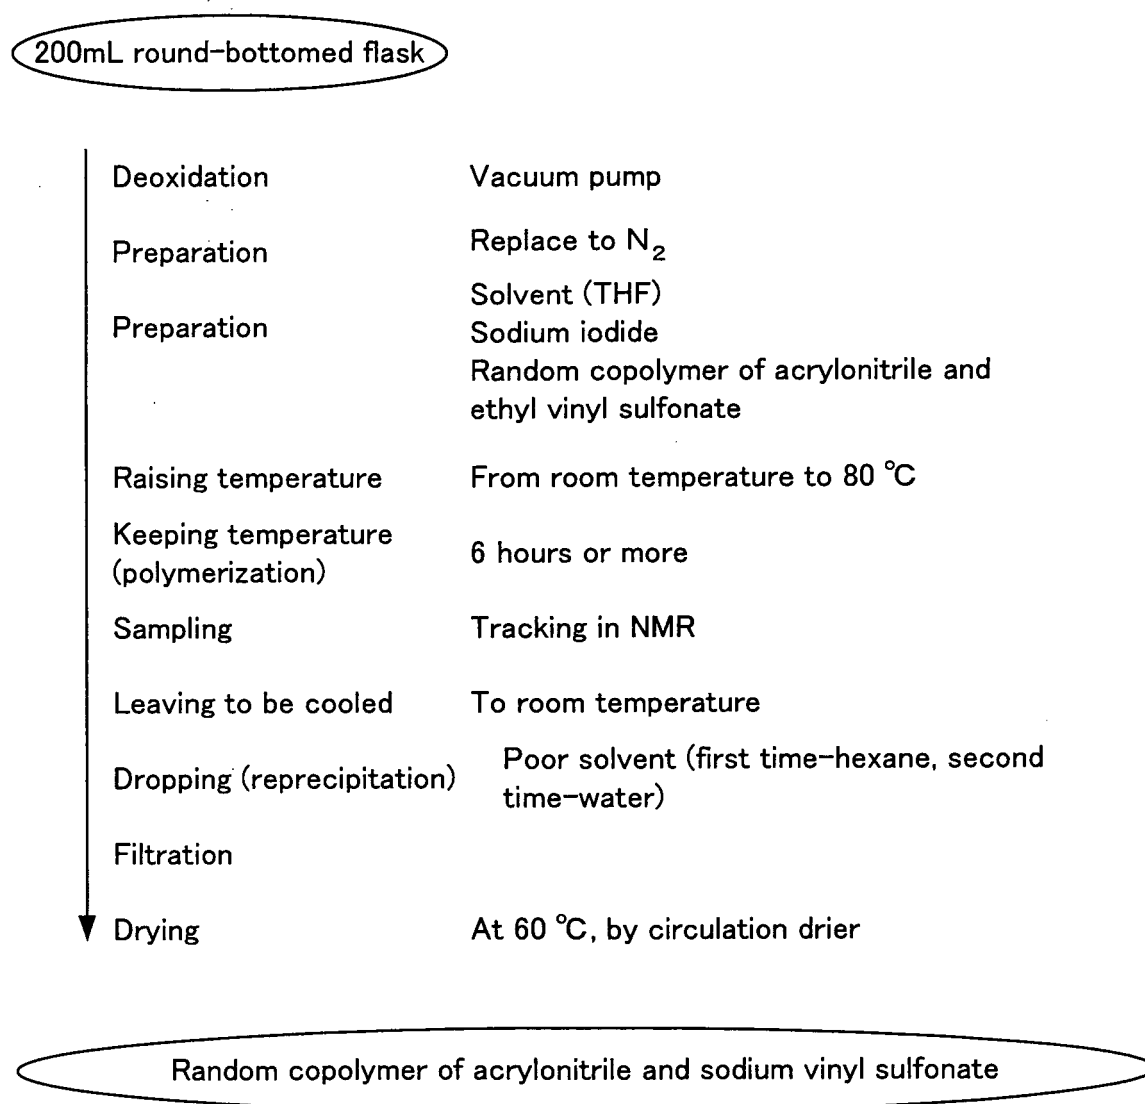 200mL round-bottomed flask
Deoxidation Vacuum pump
Preparation Replace to N₂
Solvent (THF)
Preparation Sodium iodide
Random copolymer of acrylonitrile and
ethyl vinyl sulfonate
Raising temperature From room temperature to 80 °C
Keeping temperature
(polymerization) 6 hours or more
Sampling Tracking in NMR
Leaving to be cooled To room temperature
Dropping (reprecipitation) Poor solvent (first time-hexane, second
time-water)
Filtration
Drying At 60 °C, by circulation drier
Random copolymer of acrylonitrile and sodium vinyl sulfonate